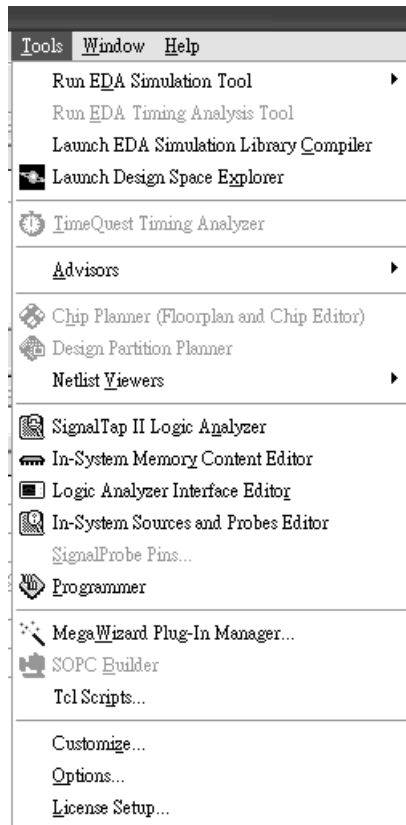 Tools Window Help
Run EDA Simulation Tool
Run EDA Timing Analysis Tool
Launch EDA Simulation Library Compiler
Launch Design Space Explorer
TimeQuest Timing Analyzer
Advisors
Chip Planner (Floorplan and Chip Editor)
Design Partition Planner
Netlist Viewers
SignalTap II Logic Analyzer
In-System Memory Content Editor
Logic Analyzer Interface Editor
In-System Sources and Probes Editor
SignalProbe Pins...
Programmer
MegaWizard Plug-In Manager...
SOPC Builder
Tcl Scripts...
Customize...
Options...
License Setup...